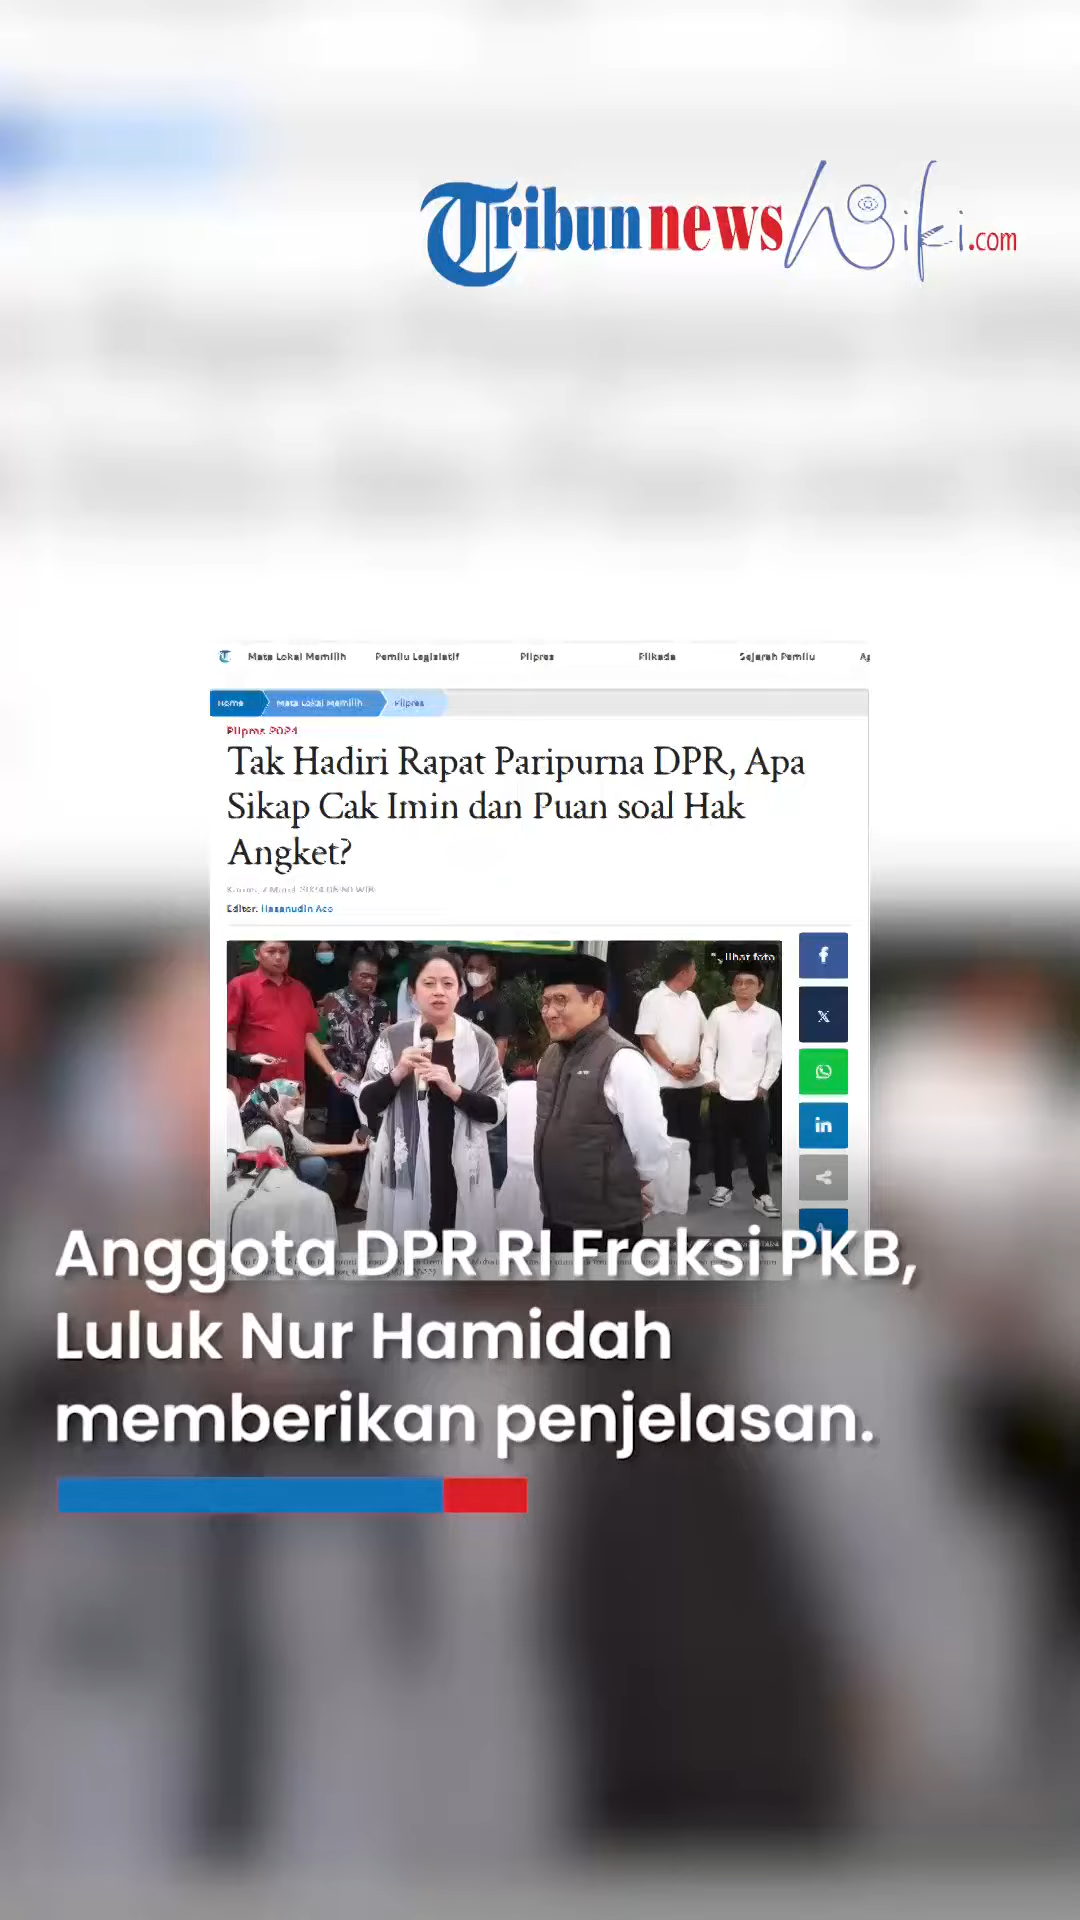 TribunnewsWiki.com
Mata Lokal Memilih Pemilu Legislatif Pilpres Pilkada Sejarah Pemilu
Home Mata Lokal Memilih Pilpres
Pilpres 2024
Tak Hadiri Rapat Paripurna DPR, Apa
Sikap Cak Imin dan Puan soal Hak
Angket?
Editor: Hasanudin Aco
lihat foto
Anggota DPR RI Fraksi PKB,
Luluk Nur Hamidah
memberikan penjelasan.